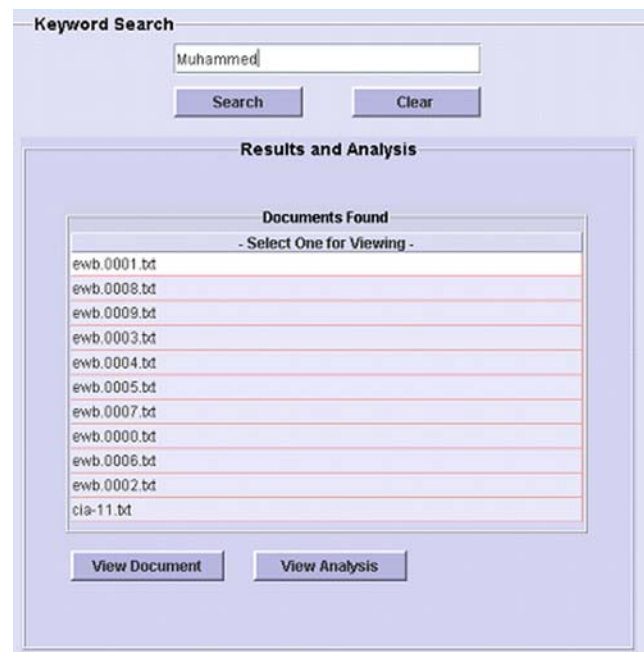 Keyword Search
Muhammed
Search Clear
Results and Analysis
Documents Found
- Select One for Viewing -
ewb.0001.txt
ewb.0008.txt
ewb.0009.txt
ewb.0003.txt
ewb.0004.txt
ewb.0005.txt
ewb.0007.txt
ewb.0000.txt
ewb.0006.txt
ewb.0002.txt
cia-11.txt
View Document View Analysis